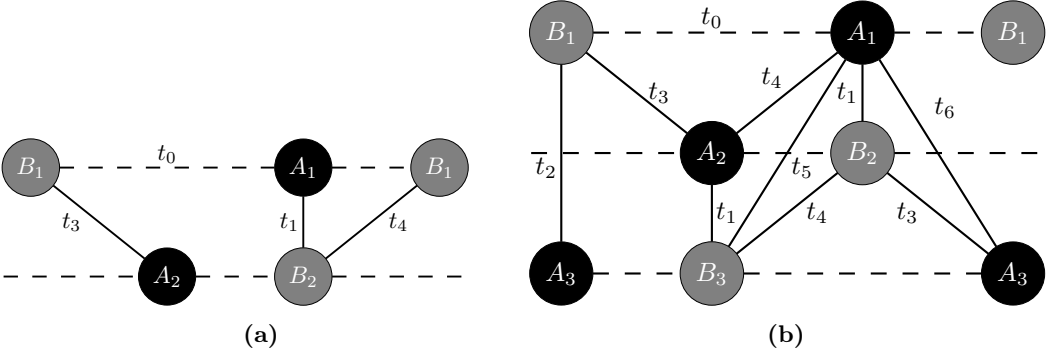 B₁ t₀ A₁ B₁
t₃ t₁ t₄
A₂ B₂
(a)
B₁ t₀ A₁ B₁
t₃ t₄ t₁ t₆
t₂ A₂ t₅ B₂
t₁ t₄ t₃
A₃ B₃ A₃
(b)